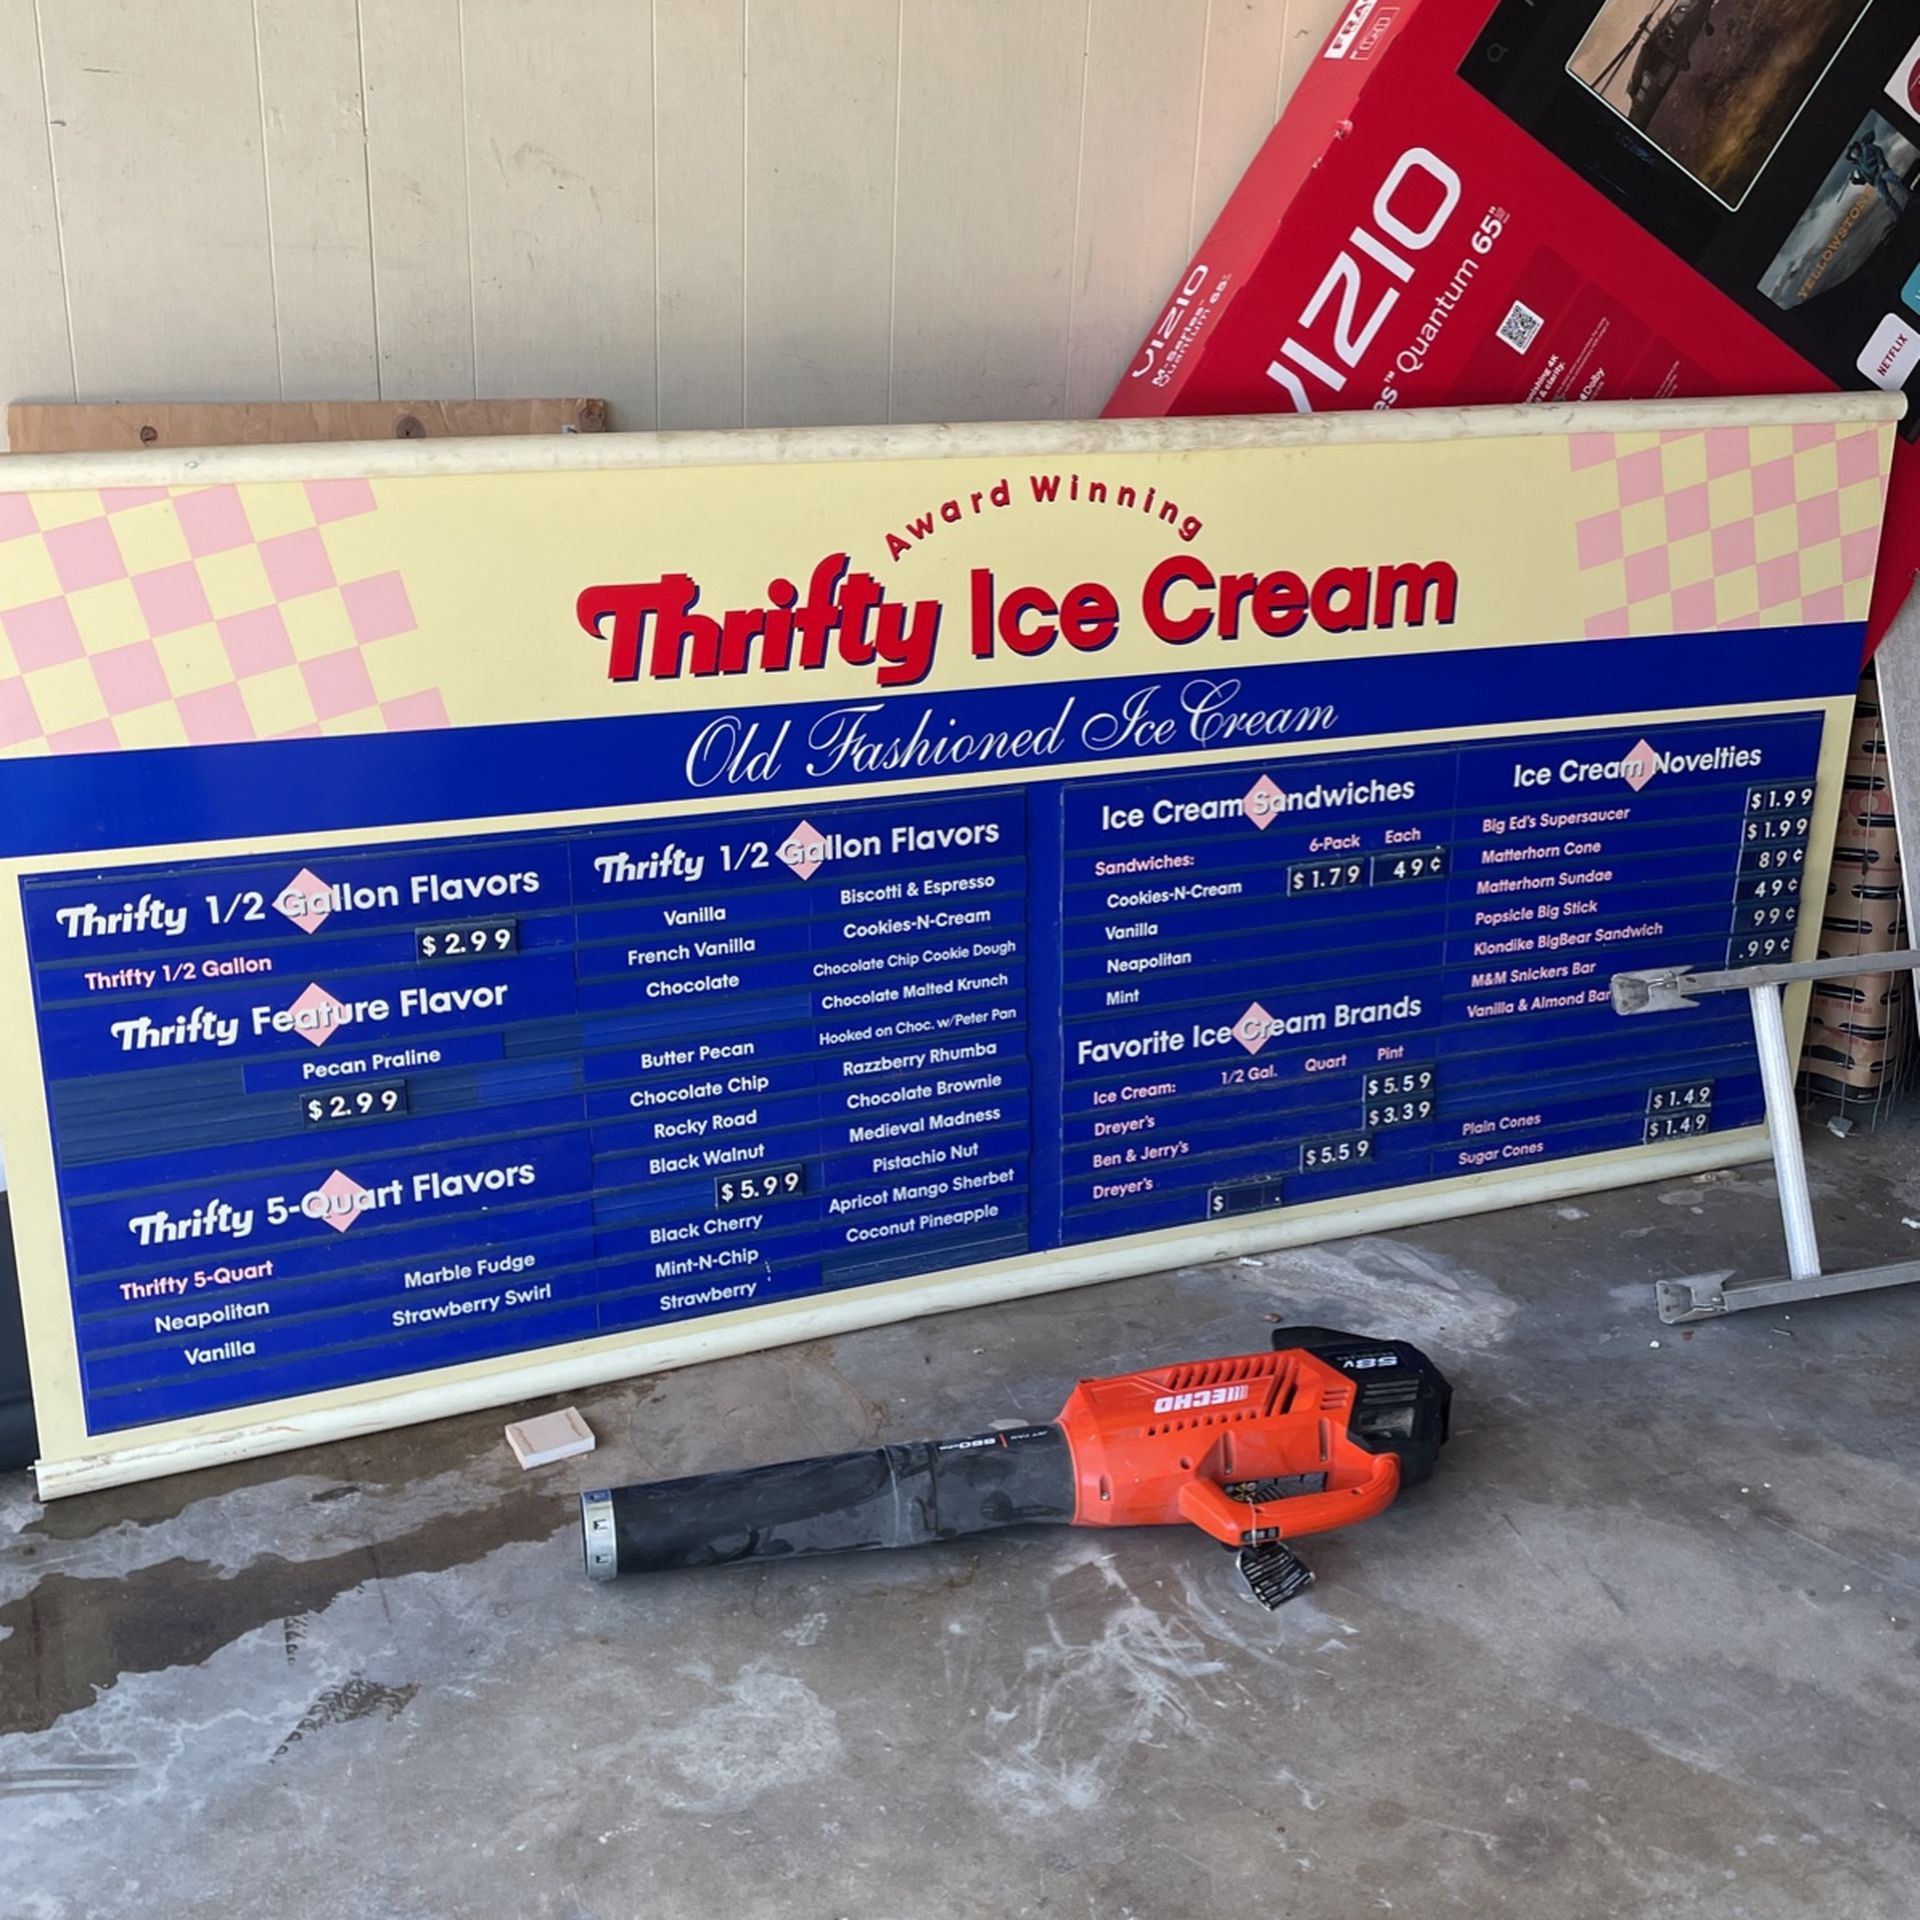 FRA
VIZIO
M-Series™
Quantum 65"
VIZIO
es™ Quantum 65"
YELLOWSTONE
NETFLIX
Award Winning
Thrifty Ice Cream
Old Fashioned Ice Cream
Thrifty 1/2 Gallon Flavors
Thrifty 1/2 Gallon
$2.99
Thrifty Feature Flavor
Pecan Praline
$2.99
Thrifty 5-Quart Flavors
Thrifty 5-Quart
$5.99
Neapolitan
Vanilla
Marble Fudge
Strawberry Swirl
Thrifty 1/2 Gallon Flavors
Vanilla
French Vanilla
Chocolate
Butter Pecan
Chocolate Chip
Rocky Road
Black Walnut
Black Cherry
Mint-N-Chip
Strawberry
Biscotti & Espresso
Cookies-N-Cream
Chocolate Chip Cookie Dough
Chocolate Malted Krunch
Hooked on Choc. w/Peter Pan
Razzberry Rhumba
Chocolate Brownie
Medieval Madness
Pistachio Nut
Apricot Mango Sherbet
Coconut Pineapple
Ice Cream Sandwiches
6-Pack Each
Sandwiches:
$1.79 49¢
Cookies-N-Cream
Vanilla
Neapolitan
Mint
Favorite Ice Cream Brands
Ice Cream: 1/2 Gal. Quart Pint
Dreyer's $5.59
Ben & Jerry's $3.39
Dreyer's $5.59
$
Ice Cream Novelties
Big Ed's Supersaucer $1.99
Matterhorn Cone $1.99
Matterhorn Sundae 89¢
Popsicle Big Stick 49¢
Klondike BigBear Sandwich 99¢
M&M Snickers Bar .99¢
Vanilla & Almond Bar
Plain Cones $1.49
Sugar Cones $1.49
58V
ECHO